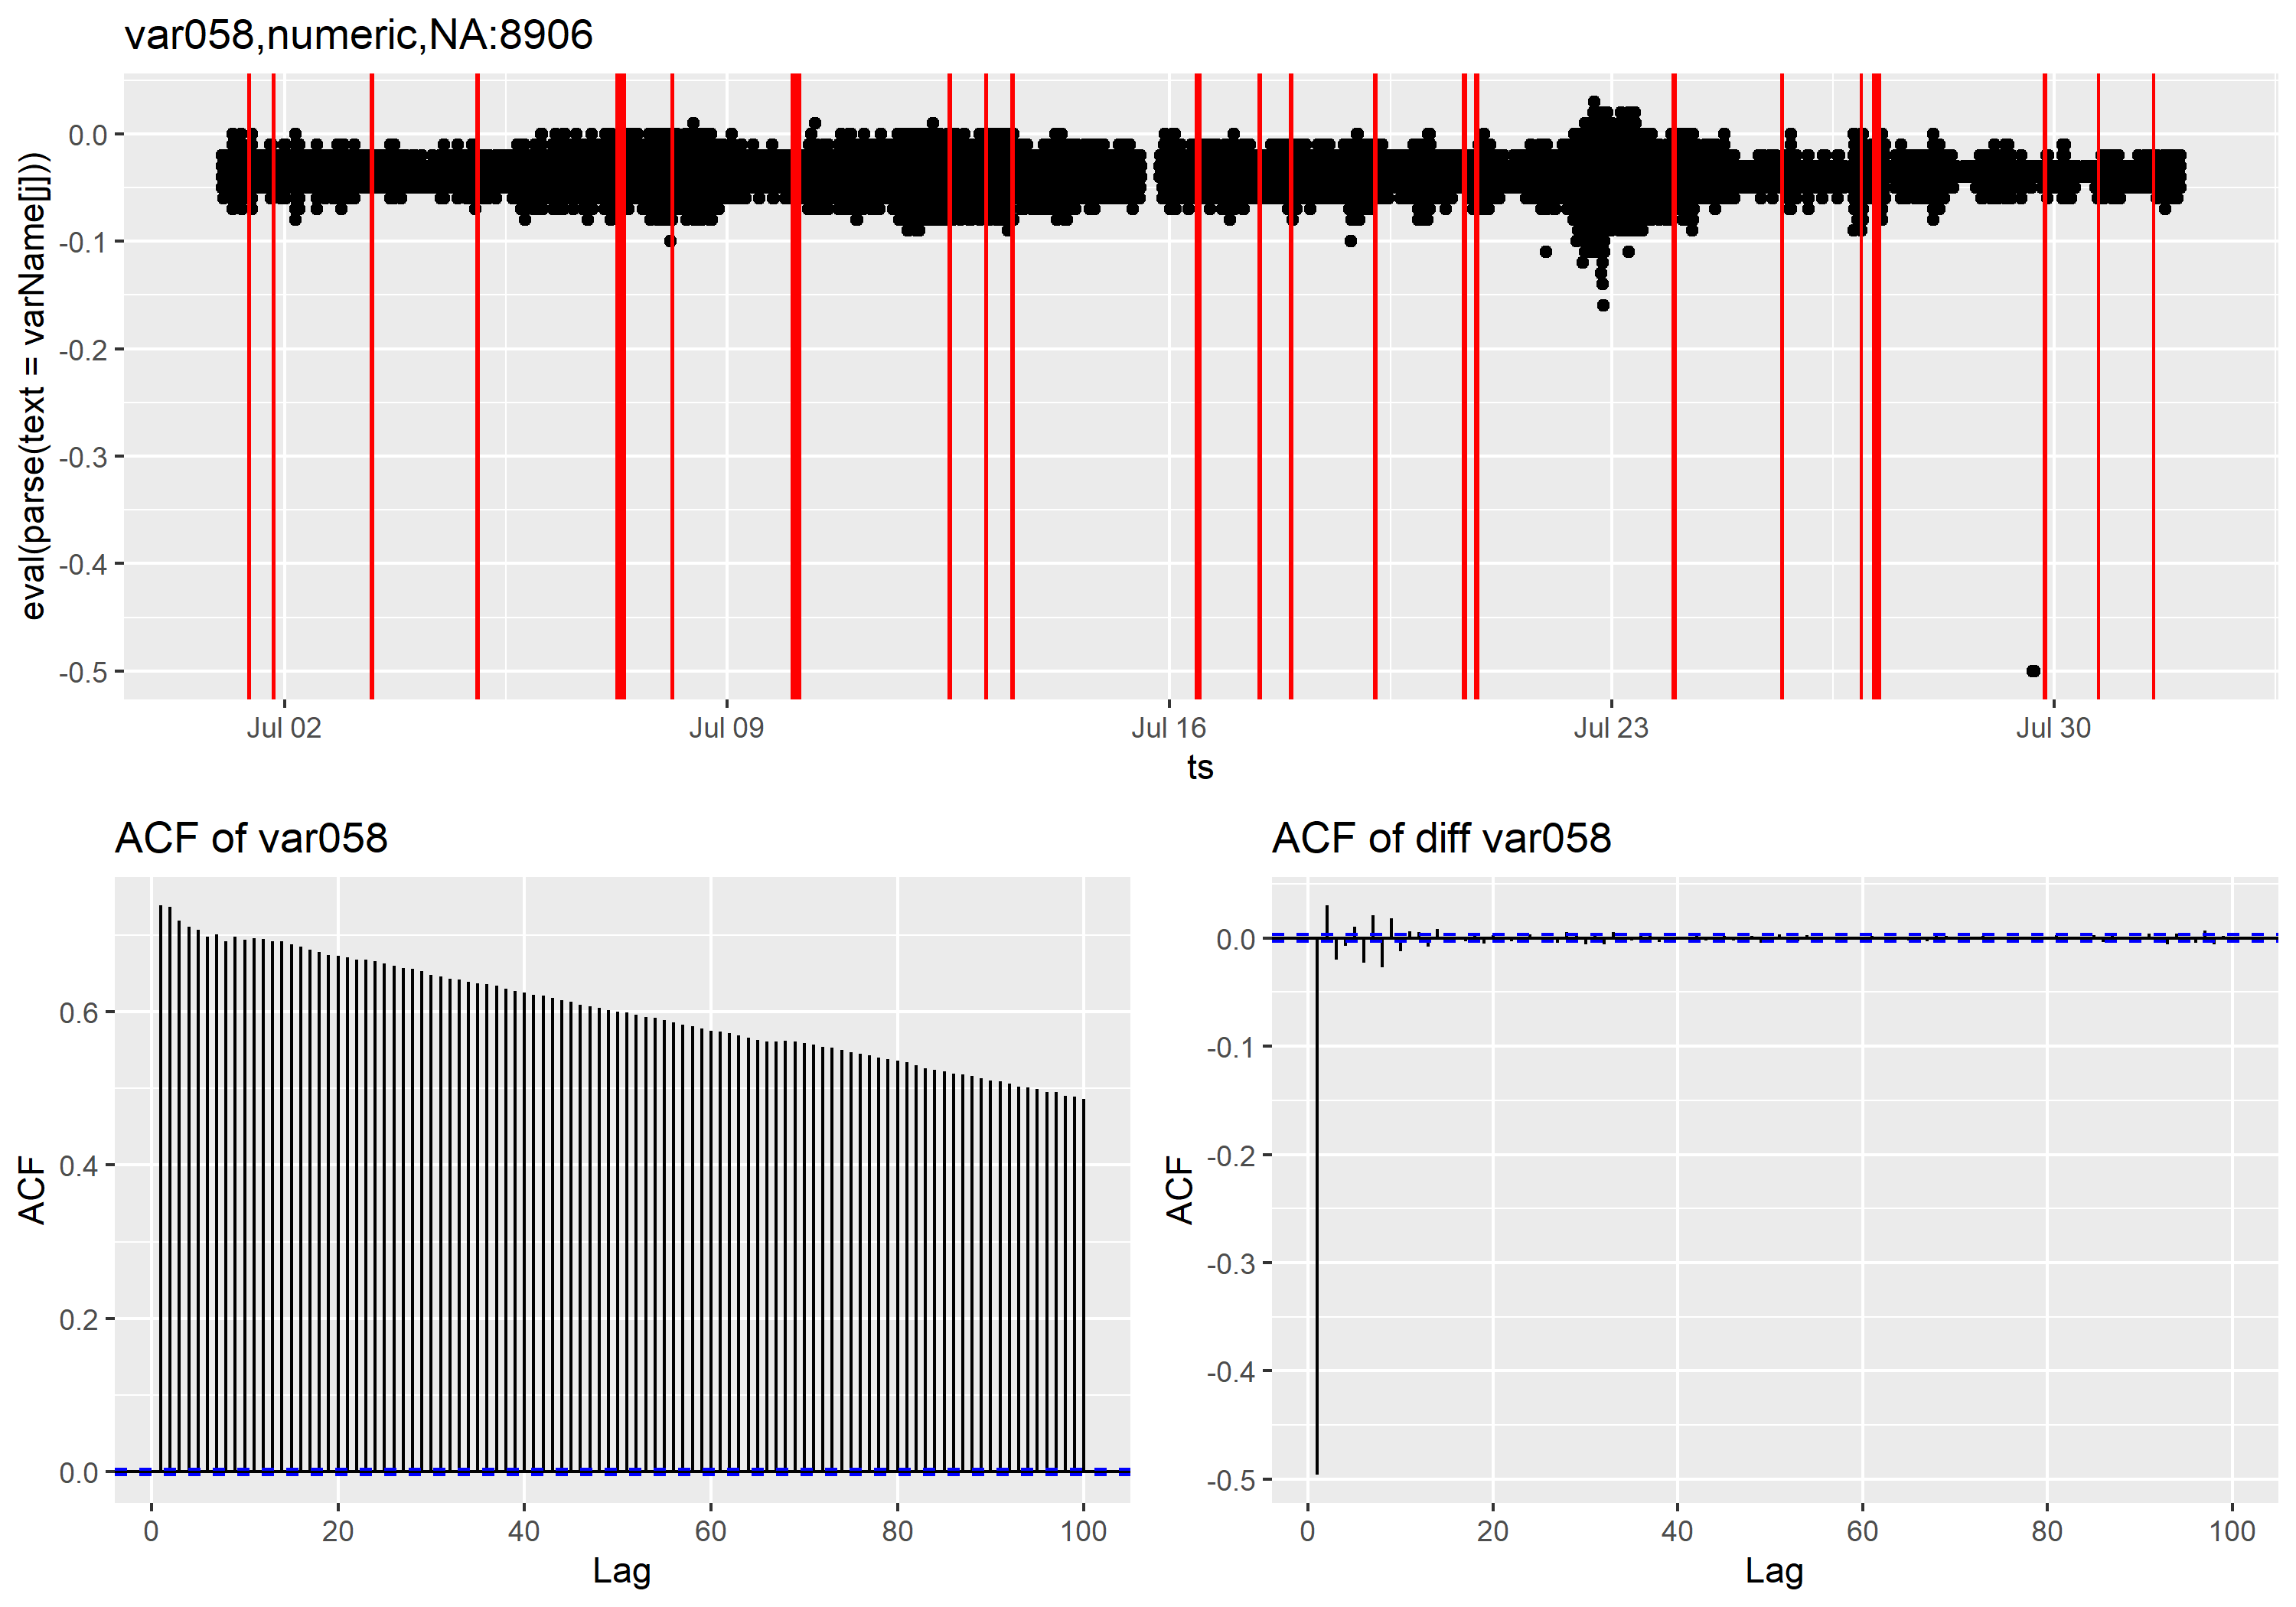 var058,numeric,NA:8906
eval(parse(text = varName[j]))
0.0
-0.1
-0.2
-0.3
-0.4
-0.5
Jul 02
Jul 09
Jul 16
Jul 23
Jul 30
ts
ACF of var058
ACF
0.6
0.4
0.2
0.0
0
20
40
60
80
100
Lag
ACF of diff var058
ACF
0.0
-0.1
-0.2
-0.3
-0.4
-0.5
0
20
40
60
80
100
Lag